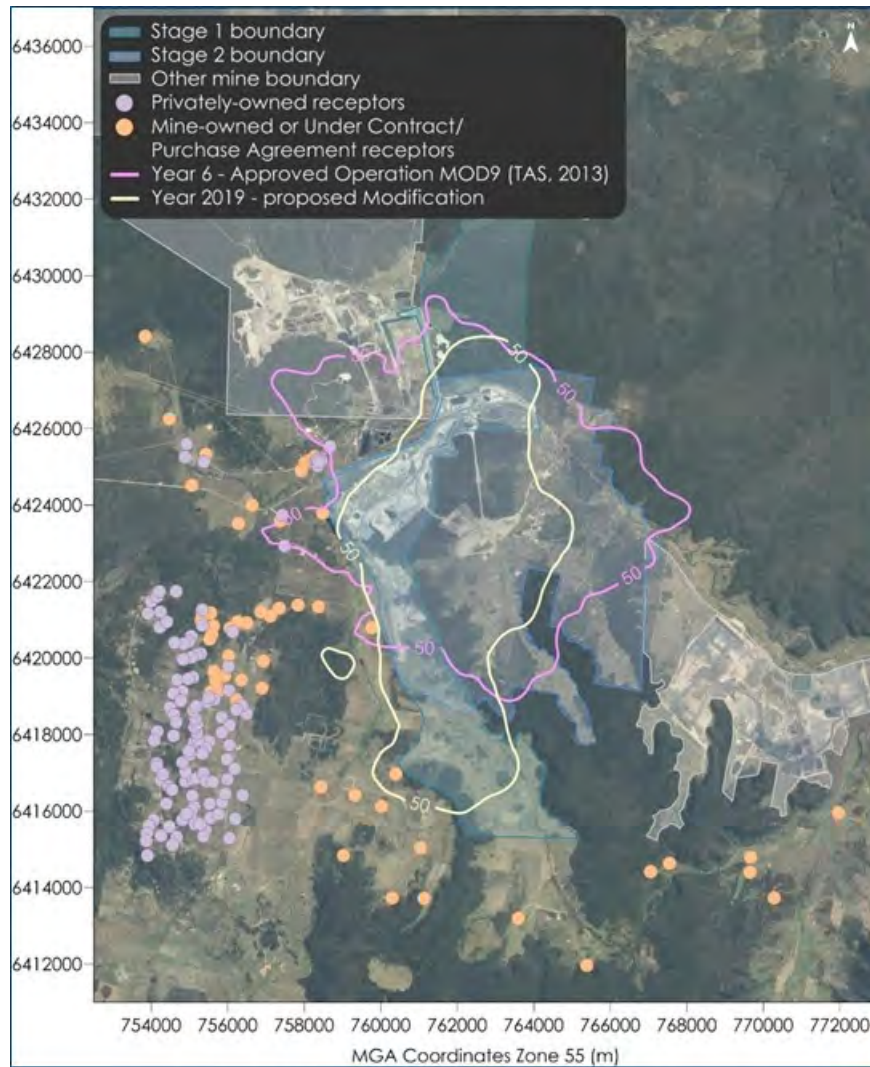 Stage 1 boundary
Stage 2 boundary
Other mine boundary
Privately-owned receptors
Mine-owned or Under Contract/
Purchase Agreement receptors
Year 6 - Approved Operation MOD9 (TAS, 2013)
Year 2019 - proposed Modification
N
6436000
6434000
6432000
6430000
6428000
6426000
6424000
6422000
6420000
6418000
6416000
6414000
6412000
50
50
50
50
50
50
50
50
754000 756000 758000 760000 762000 764000 766000 768000 770000 772000
MGA Coordinates Zone 55 (m)